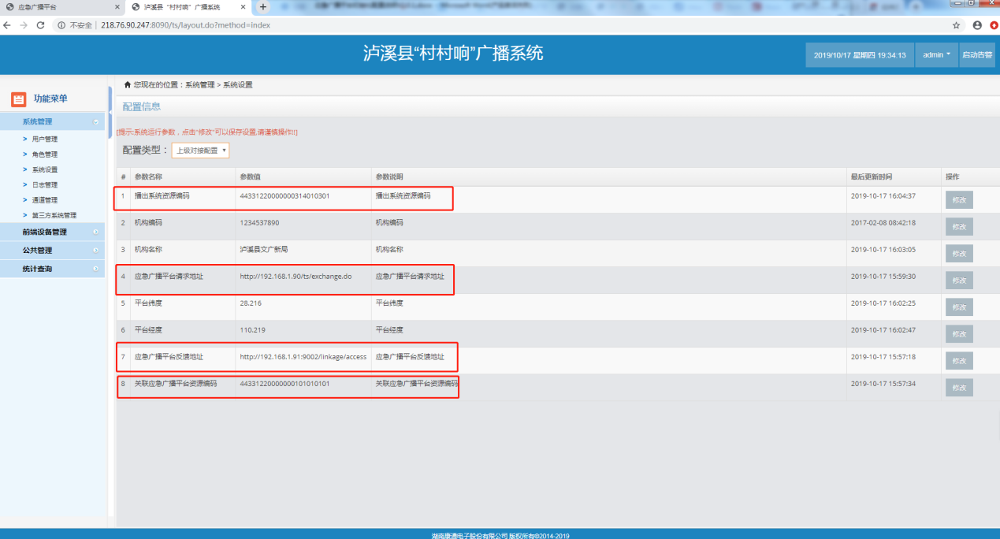 应急广播平台
泸溪县 "村村响" 广播系统
不安全 | 218.76.90.247:8090/ts/layout.do?method=index
泸溪县“村村响”广播系统
2019/10/17 星期四 19:34:13
admin
启动告警
功能菜单
系统管理
> 用户管理
> 角色管理
> 系统设置
> 日志管理
> 通道管理
> 第三方系统管理
前端设备管理
公共管理
统计查询
您现在的位置：系统管理 > 系统设置
配置信息
[提示:系统运行参数，点击"修改"可以保存设置,请谨慎操作!!]
配置类型： 上级对接配置
# 参数名称 参数值 参数说明 最后更新时间 操作
1 播出系统资源编码 44331220000000314010301 播出系统资源编码 2019-10-17 16:04:37 修改
2 机构编码 1234537890 机构编码 2017-02-08 08:42:18 修改
3 机构名称 泸溪县文广新局 机构名称 2019-10-17 16:03:05 修改
4 应急广播平台请求地址 http://192.168.1.90/ts/exchange.do 应急广播平台请求地址 2019-10-17 15:59:30 修改
5 平台纬度 28.216 平台纬度 2019-10-17 16:02:25 修改
6 平台经度 110.219 平台经度 2019-10-17 16:02:47 修改
7 应急广播平台反馈地址 http://192.168.1.91:9002/linkage/access 应急广播平台反馈地址 2019-10-17 15:57:18 修改
8 关联应急广播平台资源编码 44331220000000101010101 关联应急广播平台资源编码 2019-10-17 15:57:34 修改
湖南康通电子股份有限公司 版权所有©2014-2019